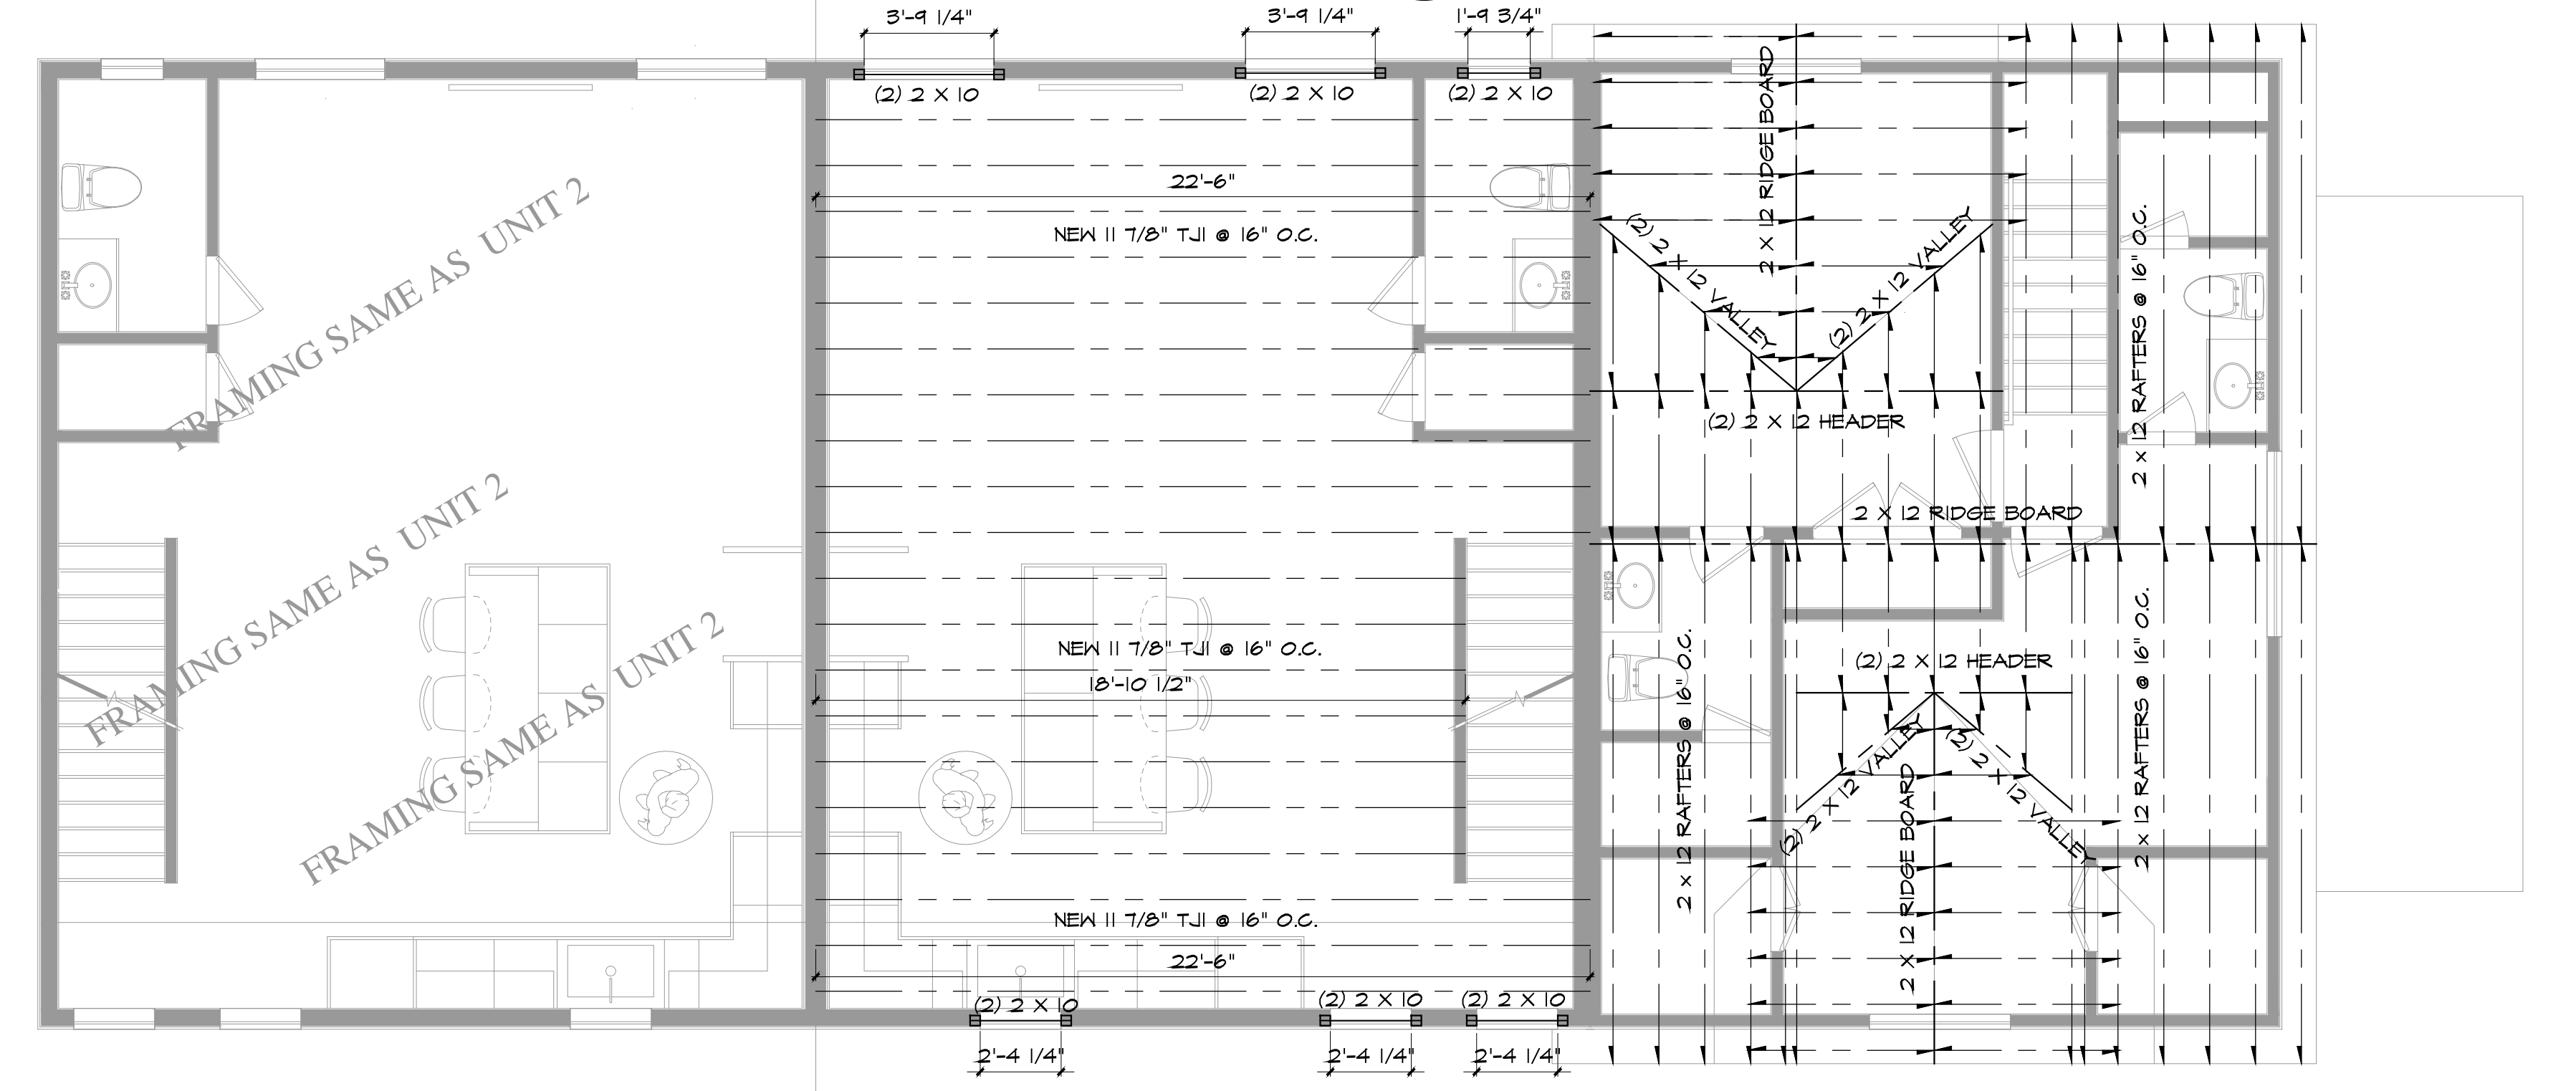 3'-9 1/4"
3'-9 1/4"
1'-9 3/4"
(2) 2 X 10
(2) 2 X 10
(2) 2 X 10
2 X 12 RIDGE BOARD
22'-6"
NEW 11 7/8" TJI @ 16" O.C.
FRAMING SAME AS UNIT 2
(2) 2 X 12 VALLEY
(2) 2 X 12 VALLEY
2 x 12 RAFTERS @ 16" O.C.
(2) 2 X 12 HEADER
2 X 12 RIDGE BOARD
FRAMING SAME AS UNIT 2
NEW 11 7/8" TJI @ 16" O.C.
18'-10 1/2"
(2) 2 X 12 HEADER
2 x 12 RAFTERS @ 16" O.C.
2 x 12 RAFTERS @ 16" O.C.
FRAMING SAME AS UNIT 2
(2) 2 X 12 VALLEY
(2) 2 X 12 VALLEY
2 X 12 RIDGE BOARD
NEW 11 7/8" TJI @ 16" O.C.
22'-6"
(2) 2 X 10
(2) 2 X 10
(2) 2 X 10
2'-4 1/4"
2'-4 1/4"
2'-4 1/4"